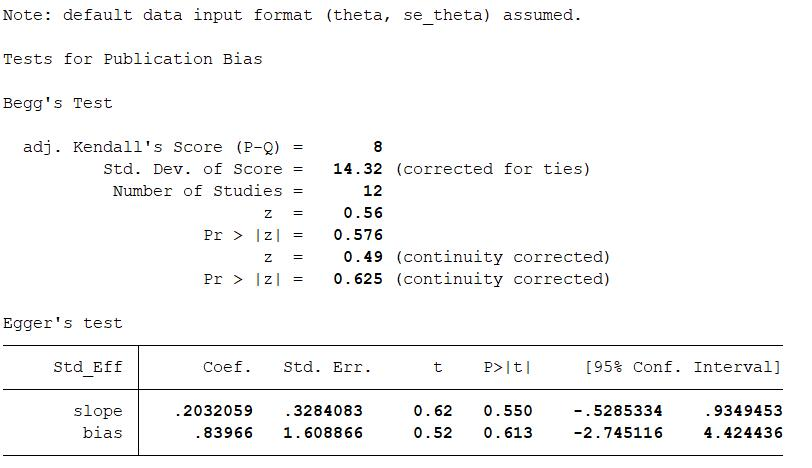 Note: default data input format (theta, se_theta) assumed.
Tests for Publication Bias
Begg's Test
adj. Kendall's Score (P-Q) = 8
Std. Dev. of Score = 14.32 (corrected for ties)
Number of Studies = 12
z = 0.56
Pr > |z| = 0.576
z = 0.49 (continuity corrected)
Pr > |z| = 0.625 (continuity corrected)
Egger's test
Std_Eff Coef. Std. Err. t P>|t| [95% Conf. Interval]
slope .2032059 .3284083 0.62 0.550 -.5285334 .9349453
bias .83966 1.608866 0.52 0.613 -2.745116 4.424436